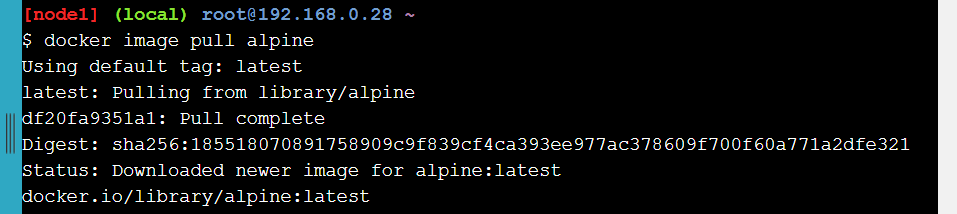 [node1] (local) root@192.168.0.28 ~
$ docker image pull alpine
Using default tag: latest
latest: Pulling from library/alpine
df20fa9351a1: Pull complete
Digest: sha256:185518070891758909c9f839cf4ca393ee977ac378609f700f60a771a2dfe321
Status: Downloaded newer image for alpine:latest
docker.io/library/alpine:latest